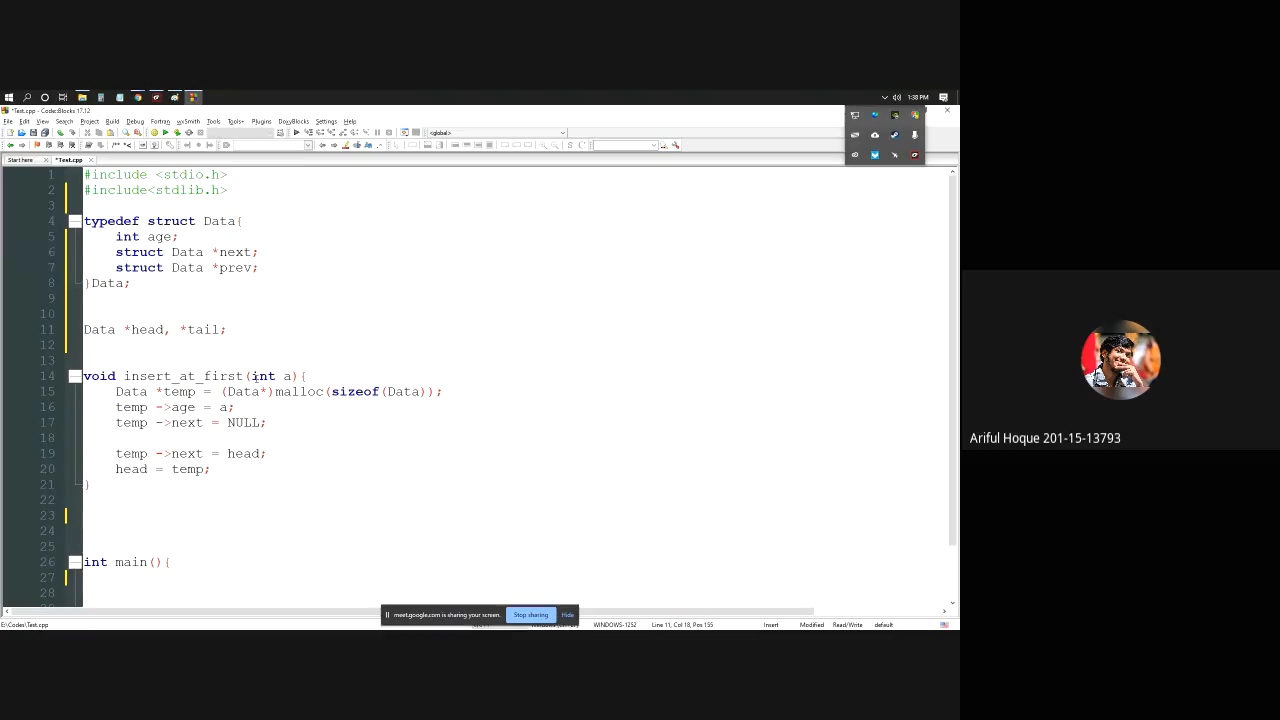 1:38 PM
*Test.cpp - Code::Blocks 17.12
File Edit View Search Project Build Debug Fortran wxSmith Tools Tools+ Plugins DoxyBlocks Settings Help
<global>
Start here *Test.cpp
1 #include <stdio.h>
2 #include<stdlib.h>
3
4 typedef struct Data{
5 int age;
6 struct Data *next;
7 struct Data *prev;
8 }Data;
9
10
11 Data *head, *tail;
12
13
14 void insert_at_first(int a){
15 Data *temp = (Data*)malloc(sizeof(Data));
16 temp ->age = a;
17 temp ->next = NULL;
18
19 temp ->next = head;
20 head = temp;
21 }
22
23
24
25
26 int main(){
27
28
meet.google.com is sharing your screen. Stop sharing Hide
E:\Codes\Test.cpp WINDOWS-1252 Line 11, Col 18, Pos 155 Insert Modified Read/Write default
Ariful Hoque 201-15-13793